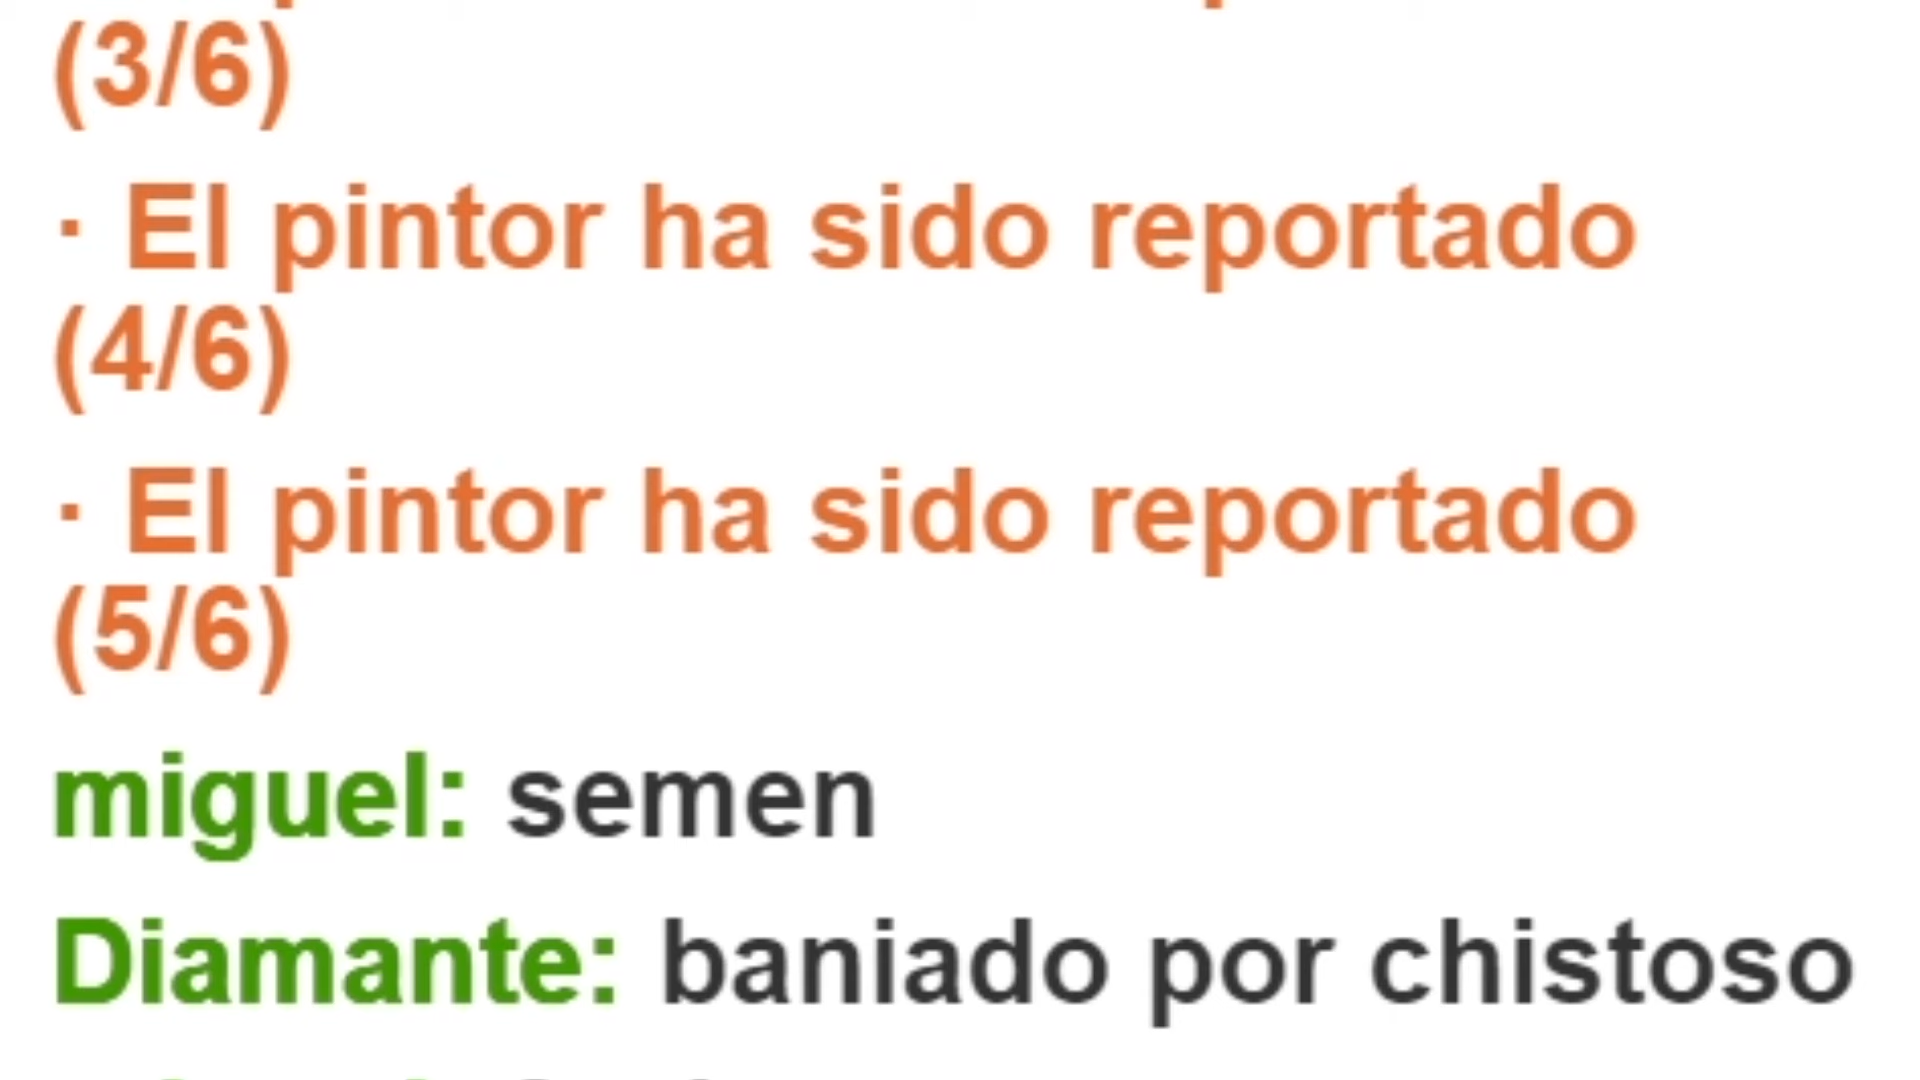 (3/6)
· El pintor ha sido reportado
(4/6)
· El pintor ha sido reportado
(5/6)
miguel: semen
Diamante: baniado por chistoso